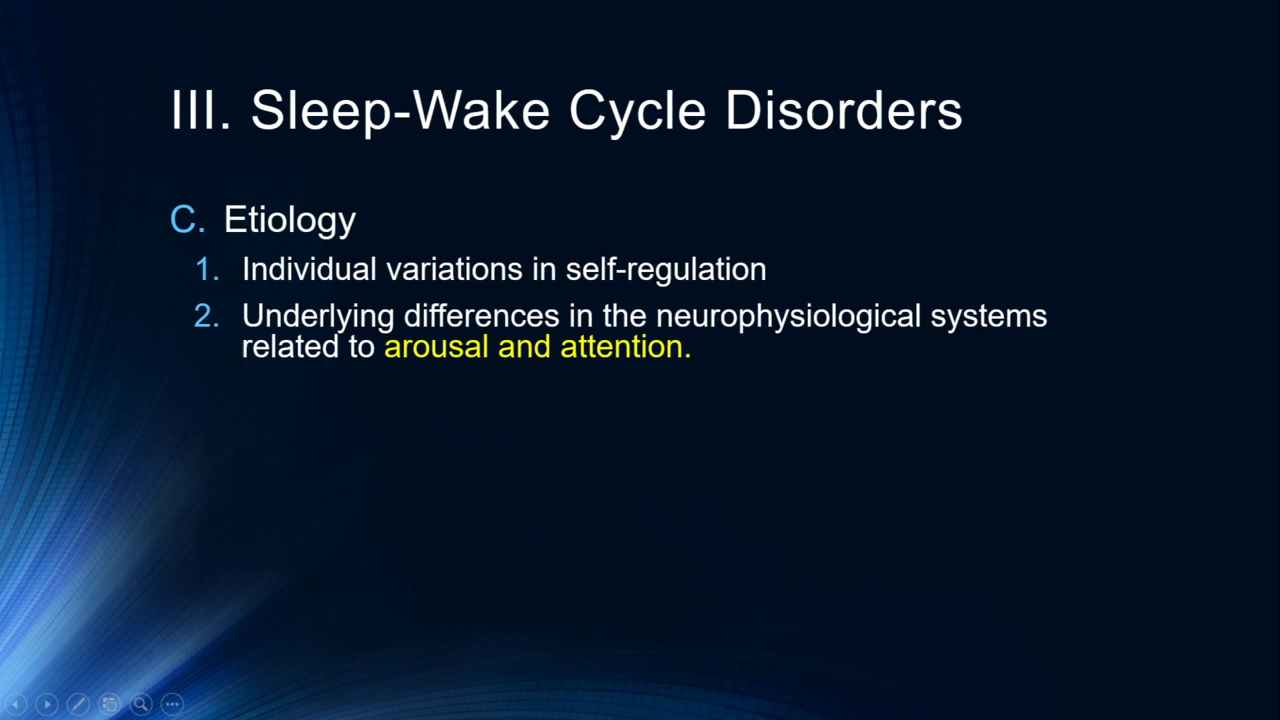 III. Sleep-Wake Cycle Disorders
C. Etiology
1. Individual variations in self-regulation
2. Underlying differences in the neurophysiological systems
related to arousal and attention.